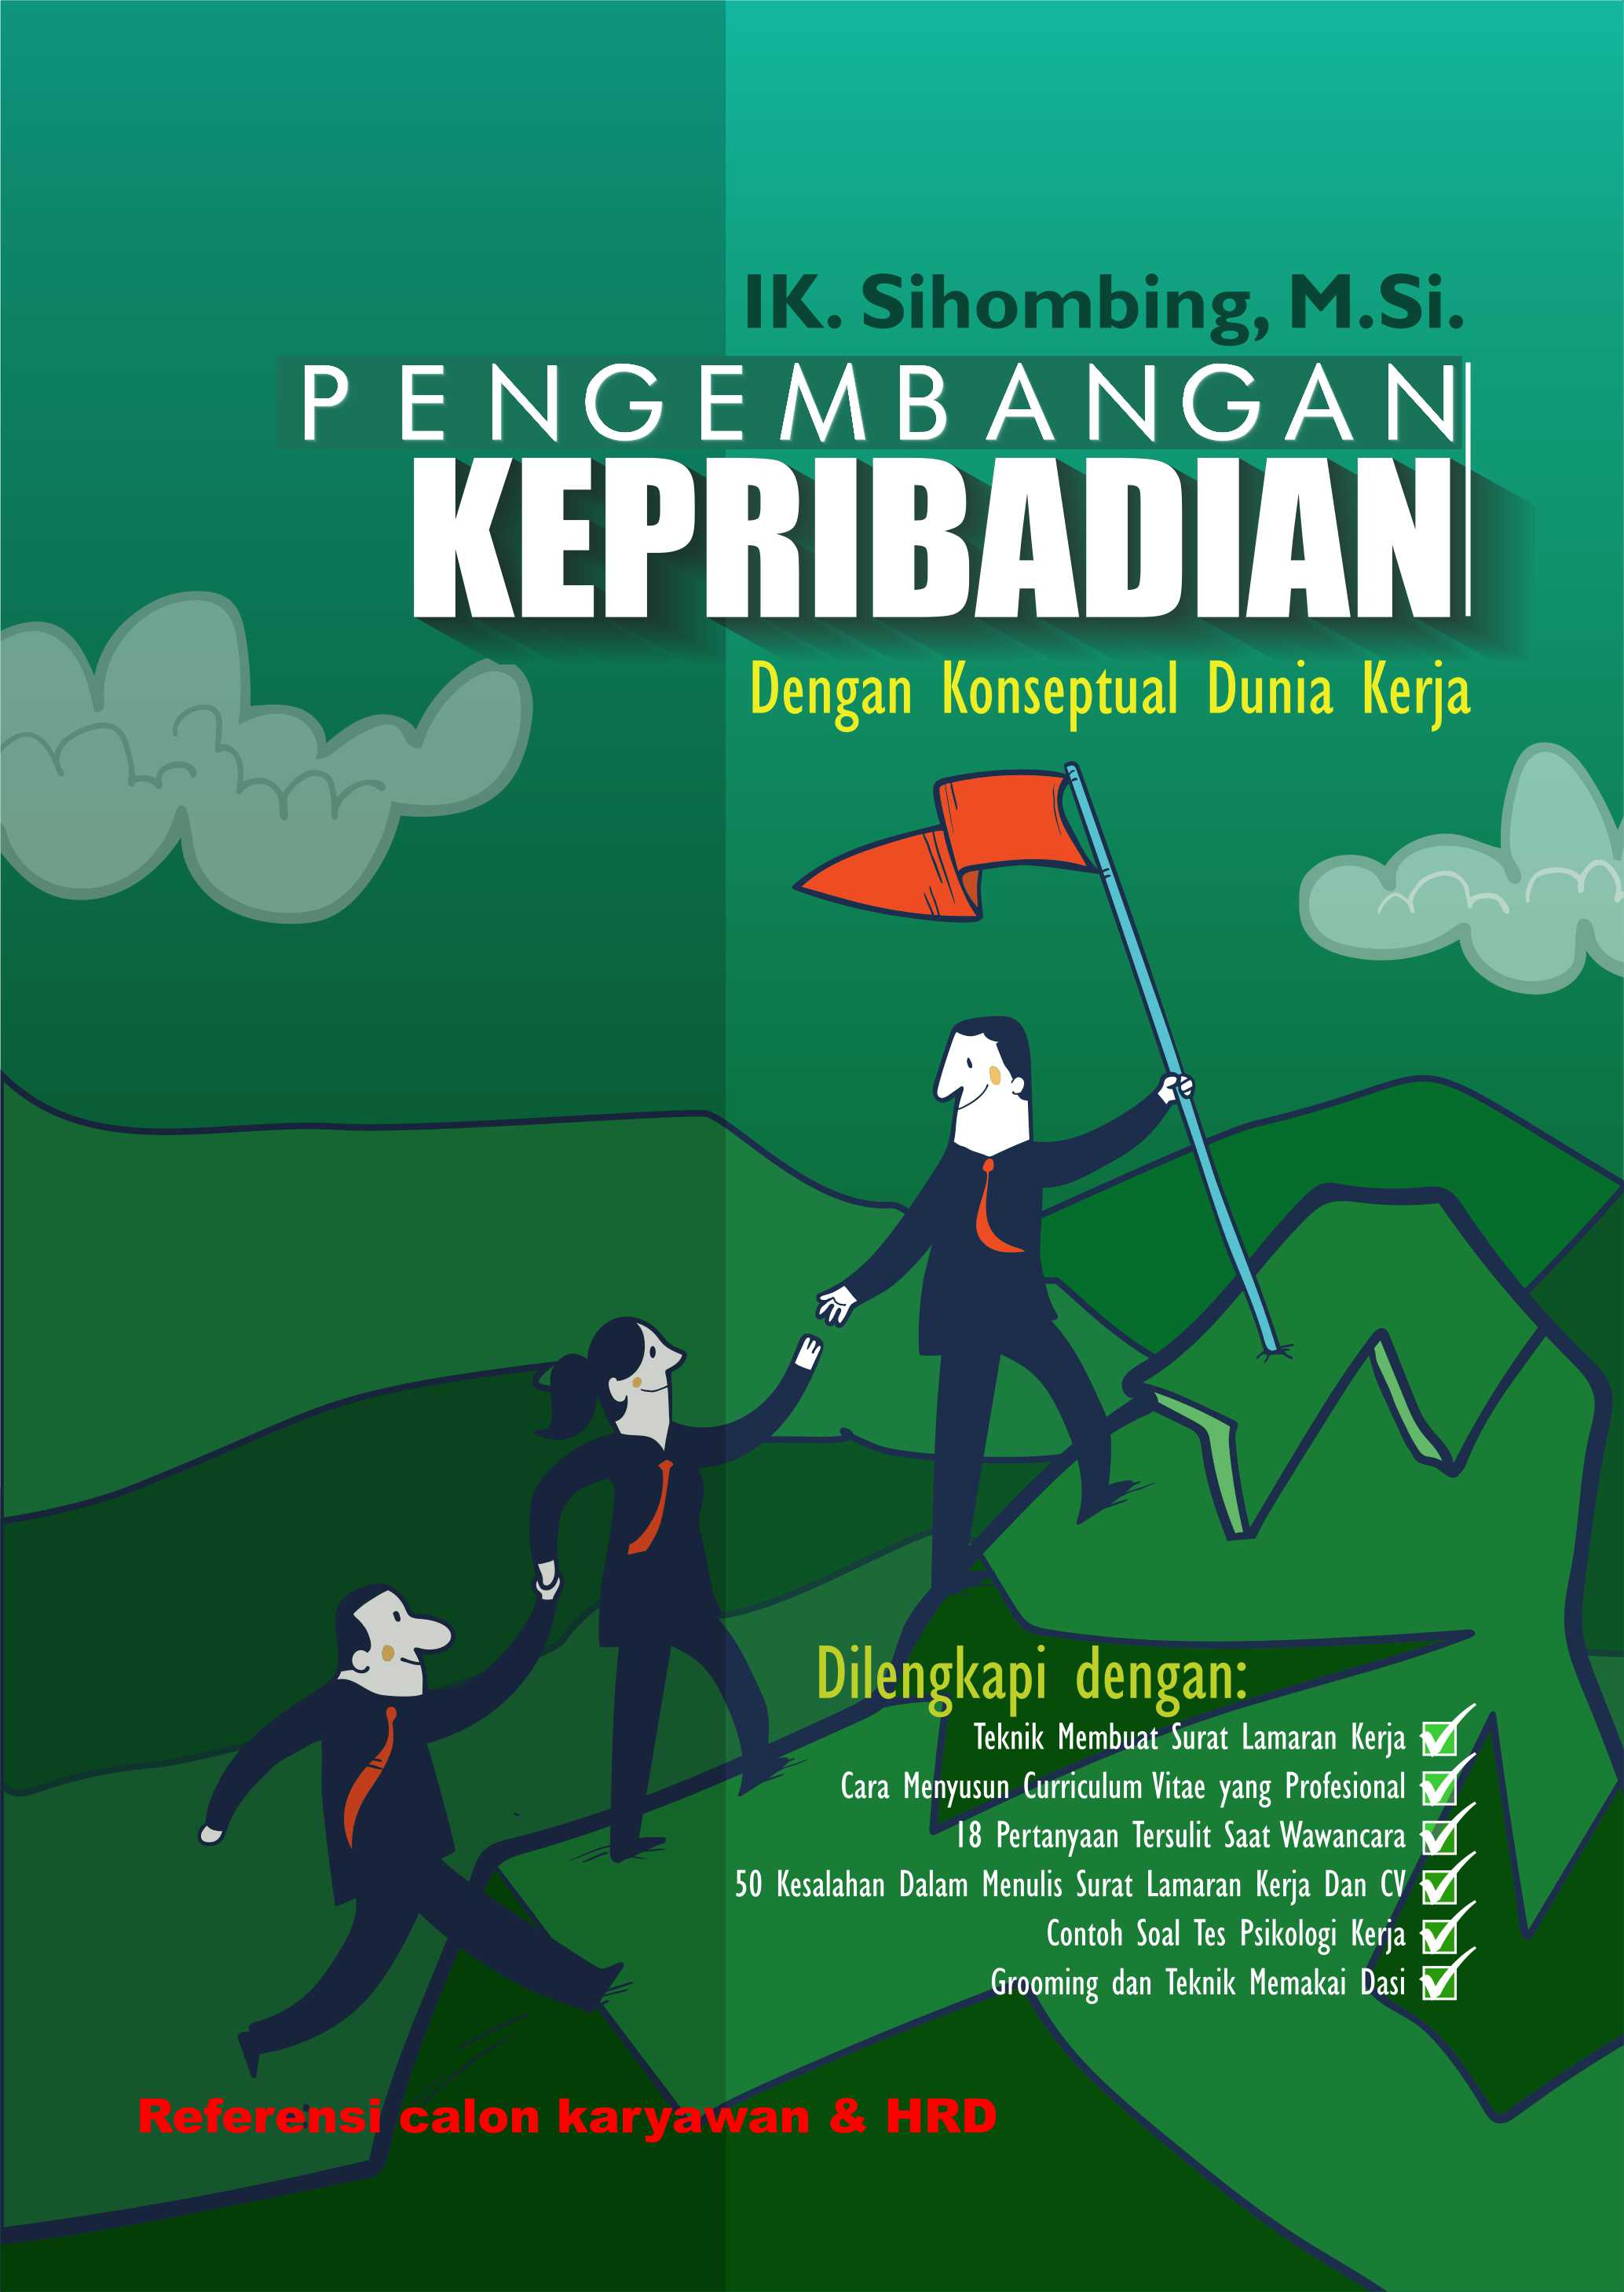 IK. Sihombing, M.Si.
PENGEMBANGAN
KEPRIBADIAN
Dengan Konseptual Dunia Kerja
Dilengkapi dengan:
Teknik Membuat Surat Lamaran Kerja
Cara Menyusun Curriculum Vitae yang Profesional
18 Pertanyaan Tersulit Saat Wawancara
50 Kesalahan Dalam Menulis Surat Lamaran Kerja Dan CV
Contoh Soal Tes Psikologi Kerja
Grooming dan Teknik Memakai Dasi
Referensi calon karyawan & HRD